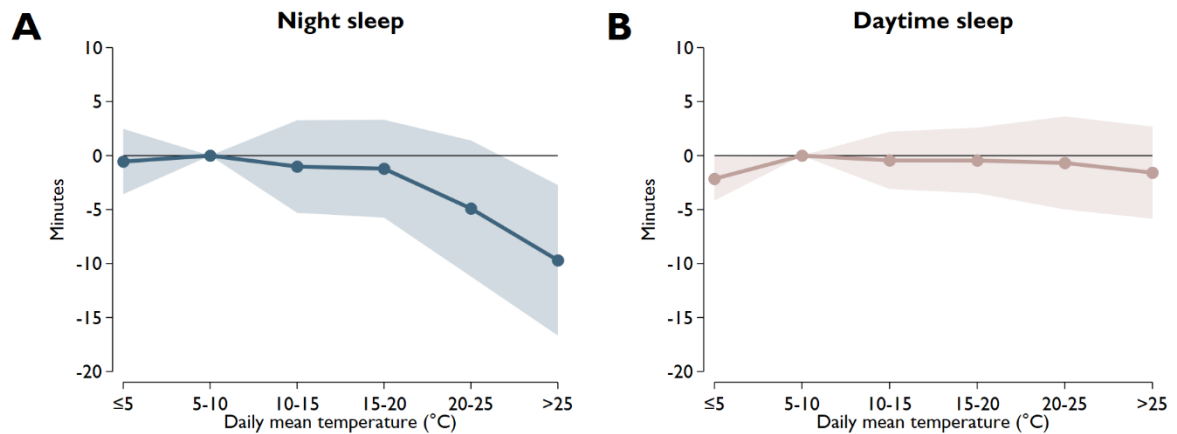 A
Night sleep
10
5
0
-5
-10
-15
-20
Minutes
≤5 5-10 10-15 15-20 20-25 >25
Daily mean temperature (°C)
B
Daytime sleep
10
5
0
-5
-10
-15
-20
Minutes
≤5 5-10 10-15 15-20 20-25 >25
Daily mean temperature (°C)